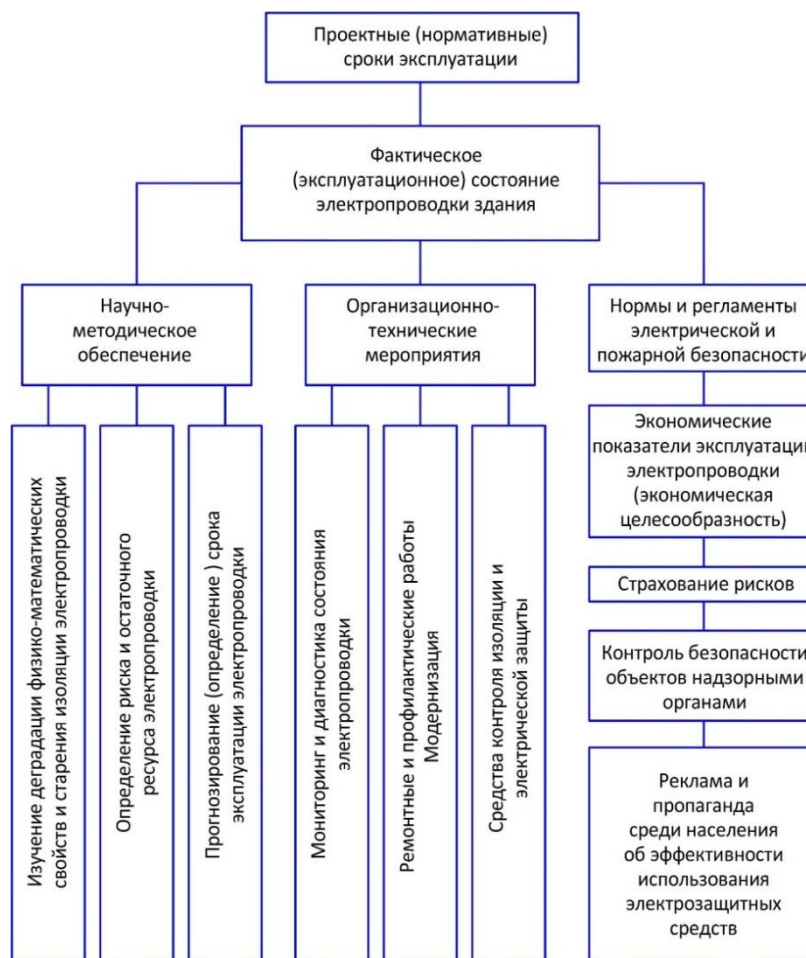 Проектные (нормативные)
сроки эксплуатации
Фактическое
(эксплуатационное) состояние
электропроводки здания
Научно-
методическое
обеспечение
Организационно-
технические
мероприятия
Нормы и регламенты
электрической и
пожарной безопасности
Изучение деградации физико-математических
свойств и старения изоляции электропроводки
Определение риска и остаточного
ресурса электропроводки
Прогнозирование (определение ) срока
эксплуатации электропроводки
Мониторинг и диагностика состояния
электропроводки
Ремонтные и профилактические работы
Модернизация
Средства контроля изоляции и
электрической защиты
Экономические
показатели эксплуатации
электропроводки
(экономическая
целесообразность)
Страхование рисков
Контроль безопасности
объектов надзорными
органами
Реклама и
пропаганда
среди населения
об эффективности
использования
электрозащитных
средств